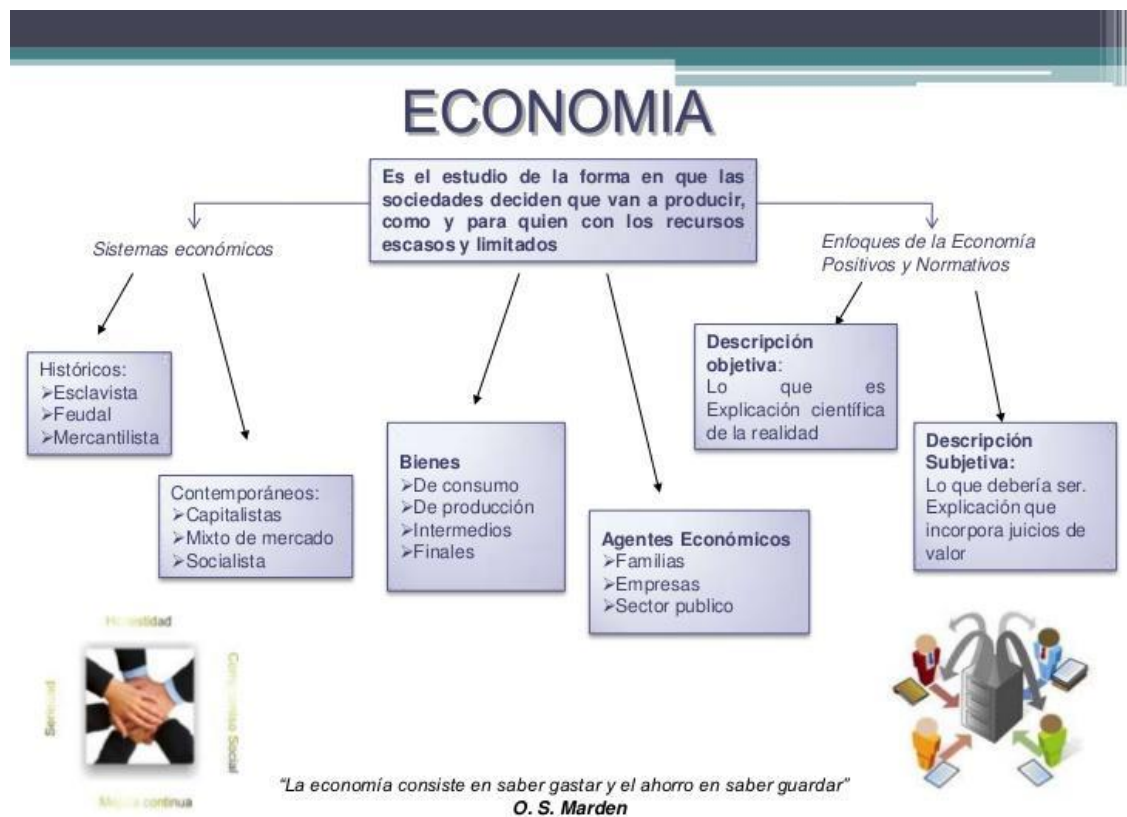 ECONOMIA
Es el estudio de la forma en que las
sociedades deciden que van a producir,
como y para quien con los recursos
escasos y limitados
Sistemas económicos
Enfoques de la Economía
Positivos y Normativos
Históricos:
➢Esclavista
➢Feudal
➢Mercantilista
Contemporáneos:
➢Capitalistas
➢Mixto de mercado
➢Socialista
Bienes
➢De consumo
➢De producción
➢Intermedios
➢Finales
Agentes Económicos
➢Familias
➢Empresas
➢Sector publico
Descripción
objetiva:
Lo que es
Explicación científica
de la realidad
Descripción
Subjetiva:
Lo que debería ser.
Explicación que
incorpora juicios de
valor
Social
continua
“La economía consiste en saber gastar y el ahorro en saber guardar”
O. S. Marden